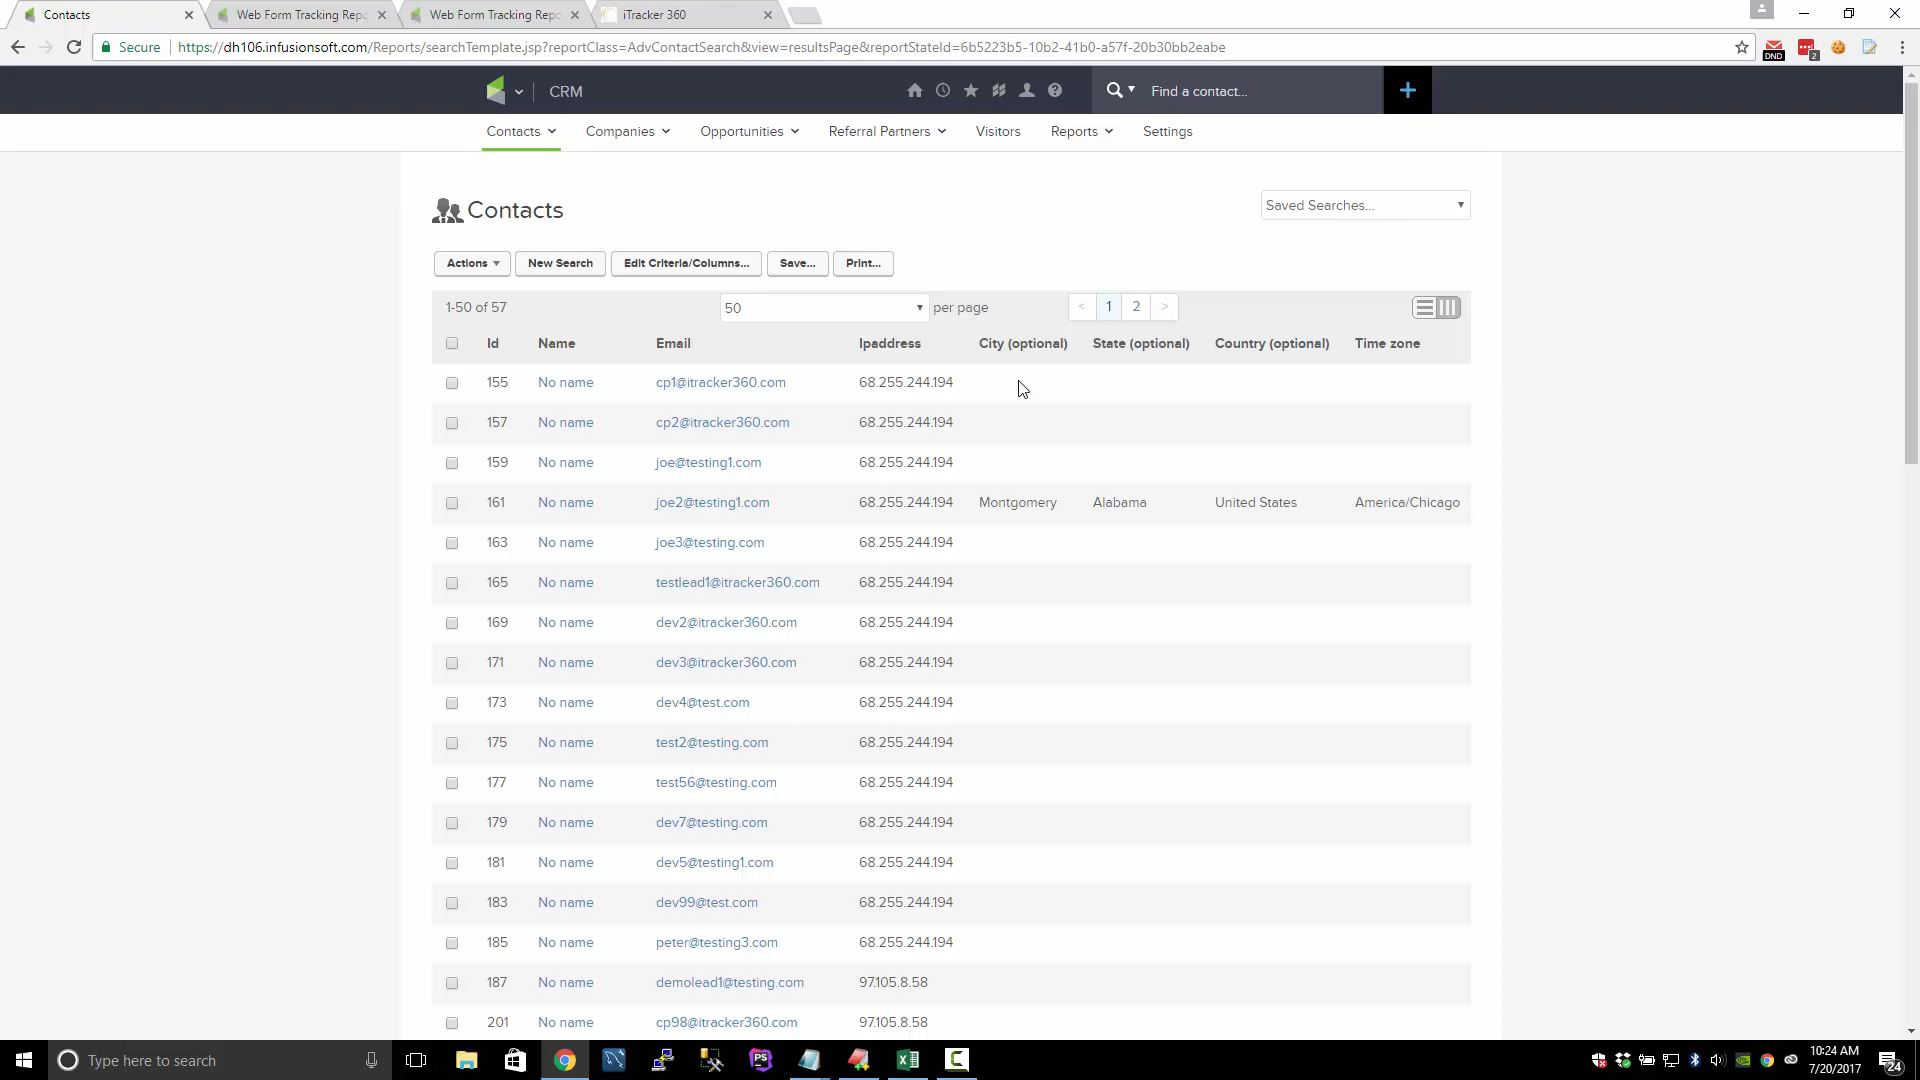 Contacts
Web Form Tracking Repo
Web Form Tracking Repo
iTracker 360
Secure
https://dh106.infusionsoft.com/Reports/searchTemplate.jsp?reportClass=AdvContactSearch&view=resultsPage&reportStateId=6b5223b5-10b2-41b0-a57f-20b30bb2eabe
DND
2
CRM
Find a contact...
Contacts Companies Opportunities Referral Partners Visitors Reports Settings
Contacts
Saved Searches...
Actions New Search Edit Criteria/Columns... Save... Print...
1-50 of 57 50 per page < 1 2 >
Id Name Email Ipaddress City (optional) State (optional) Country (optional) Time zone
155 No name cp1@itracker360.com 68.255.244.194
157 No name cp2@itracker360.com 68.255.244.194
159 No name joe@testing1.com 68.255.244.194
161 No name joe2@testing1.com 68.255.244.194 Montgomery Alabama United States America/Chicago
163 No name joe3@testing.com 68.255.244.194
165 No name testlead1@itracker360.com 68.255.244.194
169 No name dev2@itracker360.com 68.255.244.194
171 No name dev3@itracker360.com 68.255.244.194
173 No name dev4@test.com 68.255.244.194
175 No name test2@testing.com 68.255.244.194
177 No name test56@testing.com 68.255.244.194
179 No name dev7@testing.com 68.255.244.194
181 No name dev5@testing1.com 68.255.244.194
183 No name dev99@test.com 68.255.244.194
185 No name peter@testing3.com 68.255.244.194
187 No name demolead1@testing.com 97.105.8.58
201 No name cp98@itracker360.com 97.105.8.58
Type here to search
PS
10:24 AM
7/20/2017
24